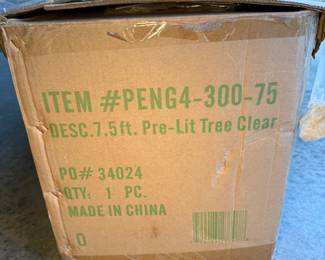 ITEM #PENG4-300-75
DESC.7.5ft. Pre-Lit Tree Clear
PO# 34024
QTY: 1 PC.
MADE IN CHINA
0